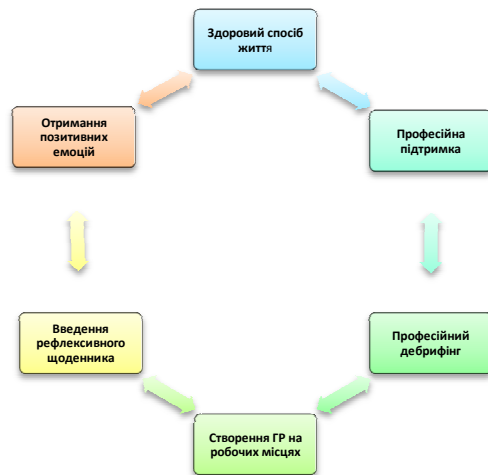 Здоровий спосіб
життя
Отримання
позитивних
емоцій
Професійна
підтримка
Введення
рефлексивного
щоденника
Професійний
дебрифінг
Створення ГР на
робочих місцях